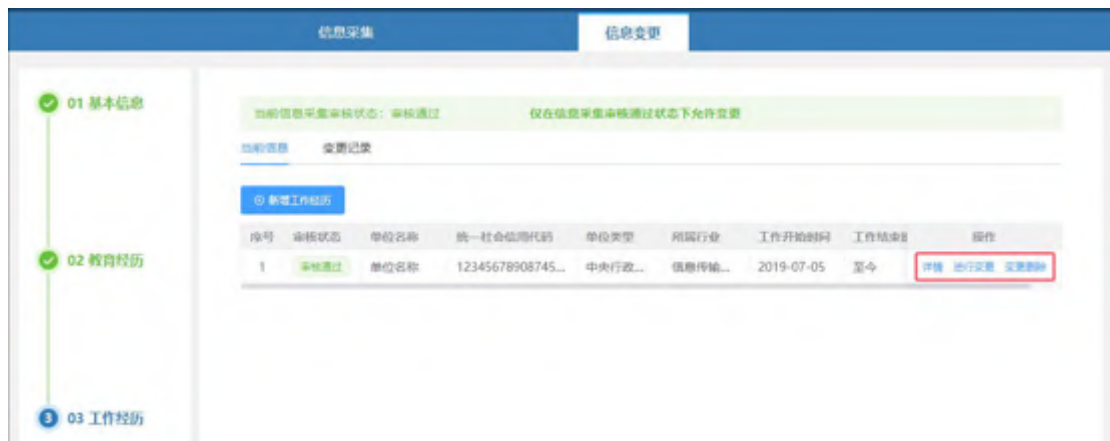 信息采集 信息变更
01 基本信息
当前信息采集审核状态：审核通过 仅在信息采集审核通过状态下允许变更
当前信息 变更记录
新增工作经历
序号 审核状态 单位名称 统一社会信用代码 单位类型 所属行业 工作开始时间 工作结束 操作
02 教育经历
1 审核通过 单位名称 12345678908745... 中央行政... 信息传输... 2019-07-05 至今 详情 进行变更 变更删除
3 03 工作经历